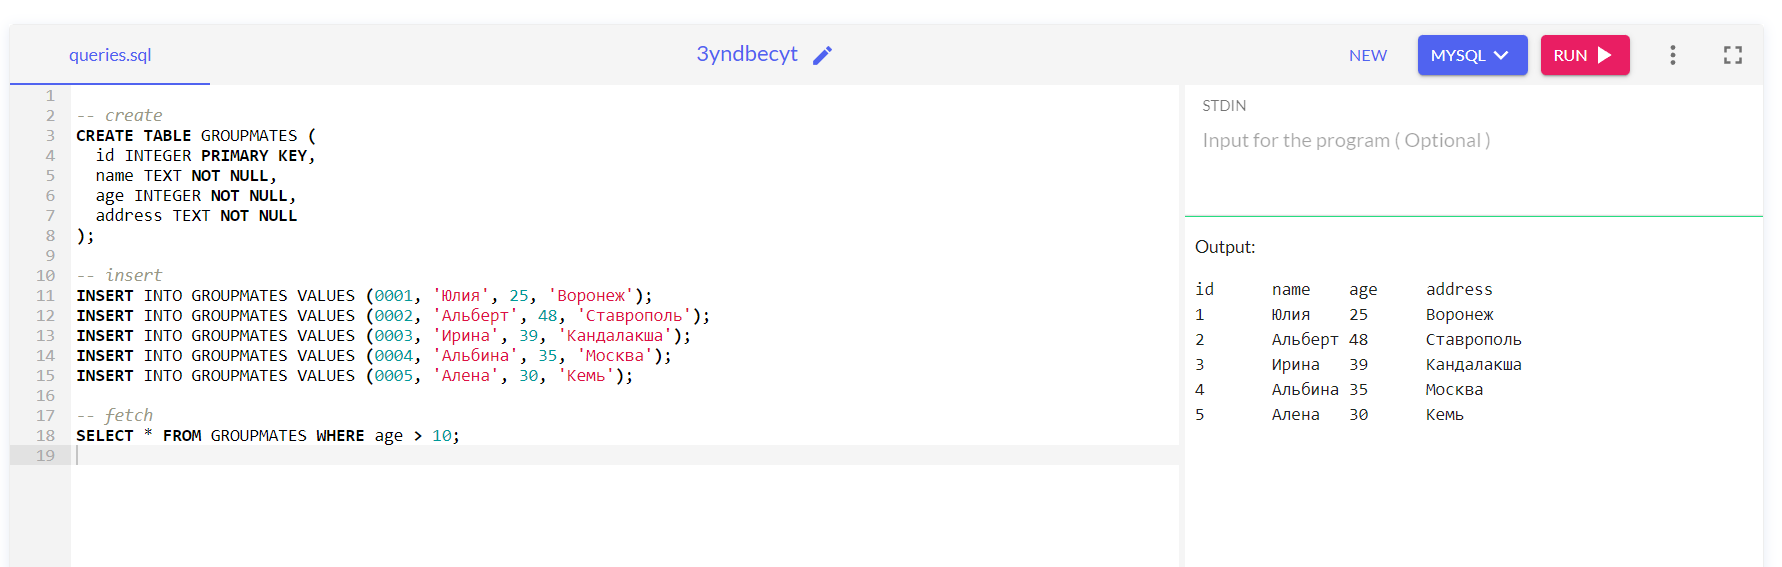 queries.sql
3yndbecyt
NEW
MYSQL
RUN
1
2 -- create
3 CREATE TABLE GROUPMATES (
4   id INTEGER PRIMARY KEY,
5   name TEXT NOT NULL,
6   age INTEGER NOT NULL,
7   address TEXT NOT NULL
8 );
9
10 -- insert
11 INSERT INTO GROUPMATES VALUES (0001, 'Юлия', 25, 'Воронеж');
12 INSERT INTO GROUPMATES VALUES (0002, 'Альберт', 48, 'Ставрополь');
13 INSERT INTO GROUPMATES VALUES (0003, 'Ирина', 39, 'Кандалакша');
14 INSERT INTO GROUPMATES VALUES (0004, 'Альбина', 35, 'Москва');
15 INSERT INTO GROUPMATES VALUES (0005, 'Алена', 30, 'Кемь');
16
17 -- fetch
18 SELECT * FROM GROUPMATES WHERE age > 10;
19
STDIN
Input for the program ( Optional )
Output:
id name age address
1 Юлия 25 Воронеж
2 Альберт 48 Ставрополь
3 Ирина 39 Кандалакша
4 Альбина 35 Москва
5 Алена 30 Кемь